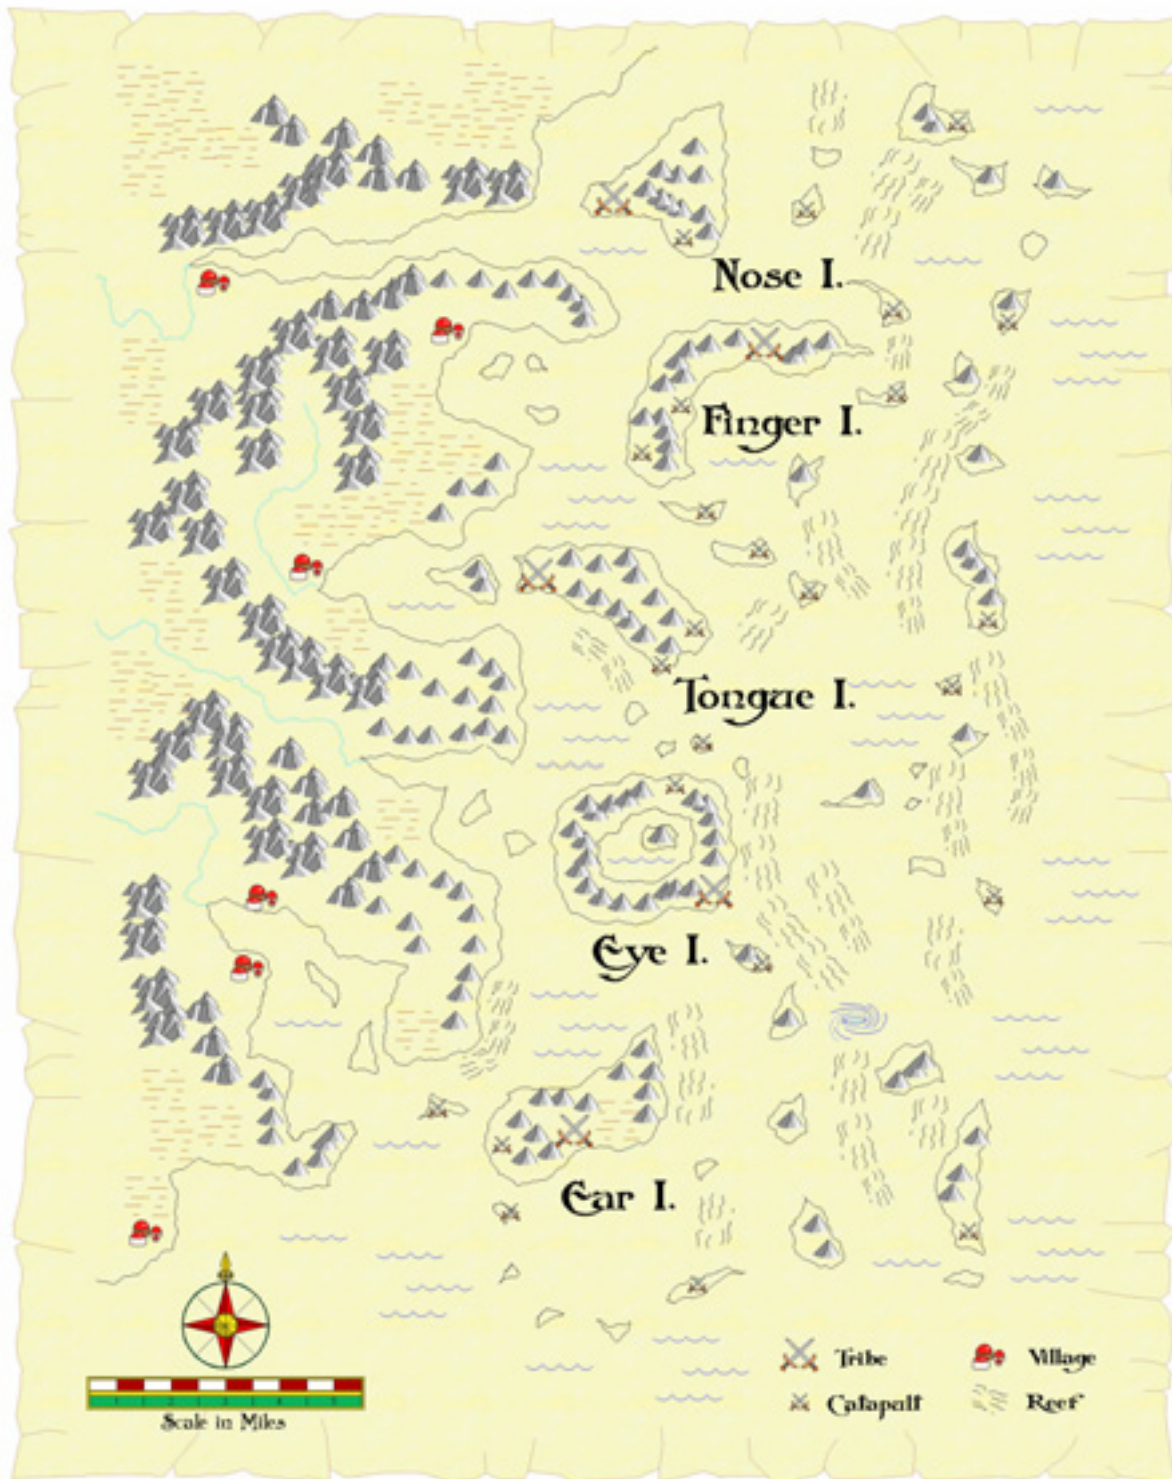 Nose I.
Finger I.
Tongue I.
Eye I.
Ear I.
Tribe
Village
Catapult
Reef
Scale in Miles